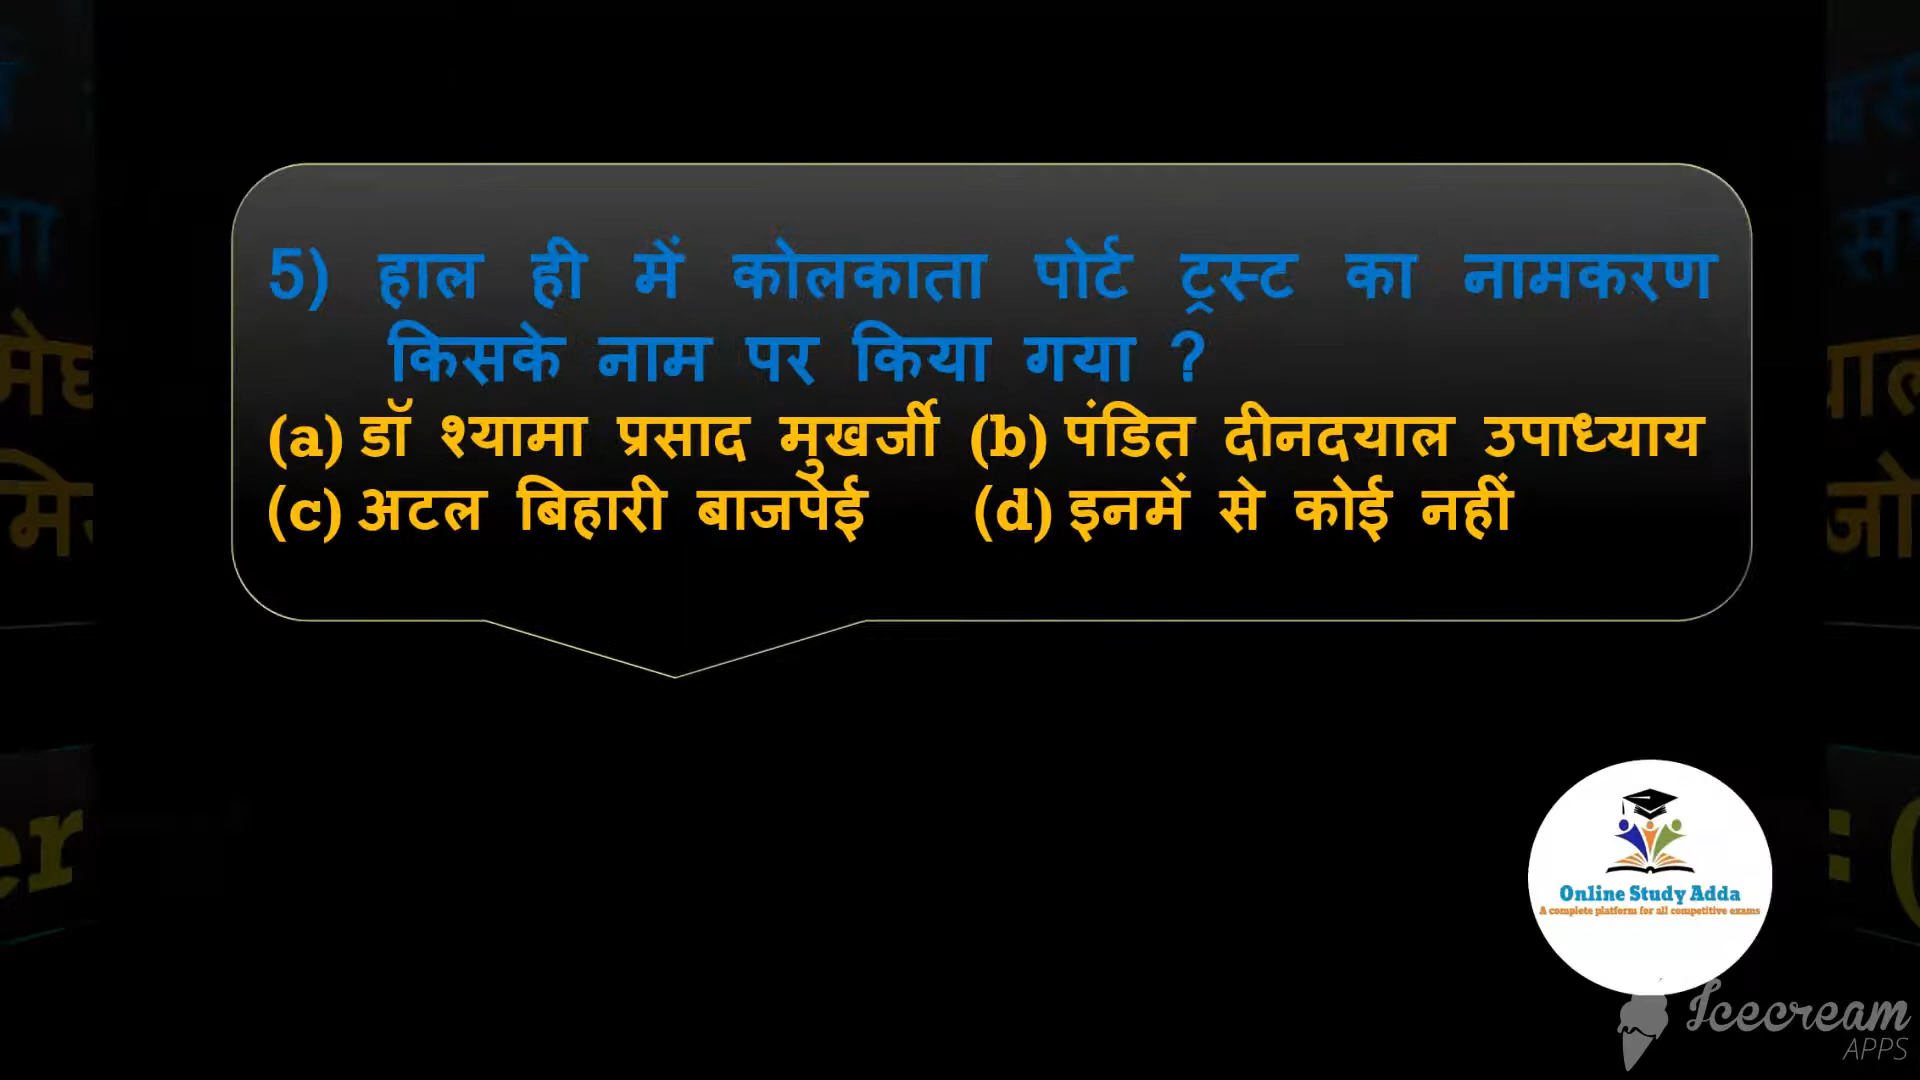 5) हाल ही में कोलकाता पोर्ट ट्रस्ट का नामकरण
किसके नाम पर किया गया ?
(a) डॉ श्यामा प्रसाद मुखर्जी (b) पंडित दीनदयाल उपाध्याय
(c) अटल बिहारी बाजपेई (d) इनमें से कोई नहीं
Online Study Adda
A complete platform for all competitive exams
Icecream
APPS